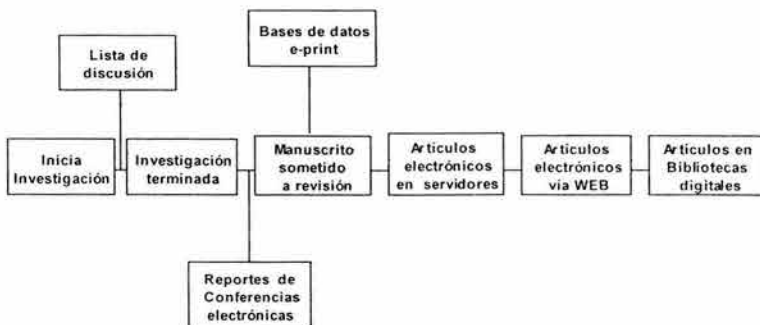 Bases de datos
e-print
Lista de
discusión
Inicia
Investigación
Investigación
terminada
Manuscrito
sometido
a revisión
Artículos
electrónicos
en servidores
Artículos
electrónicos
vía WEB
Artículos en
Bibliotecas
digitales
Reportes de
Conferencias
electrónicas